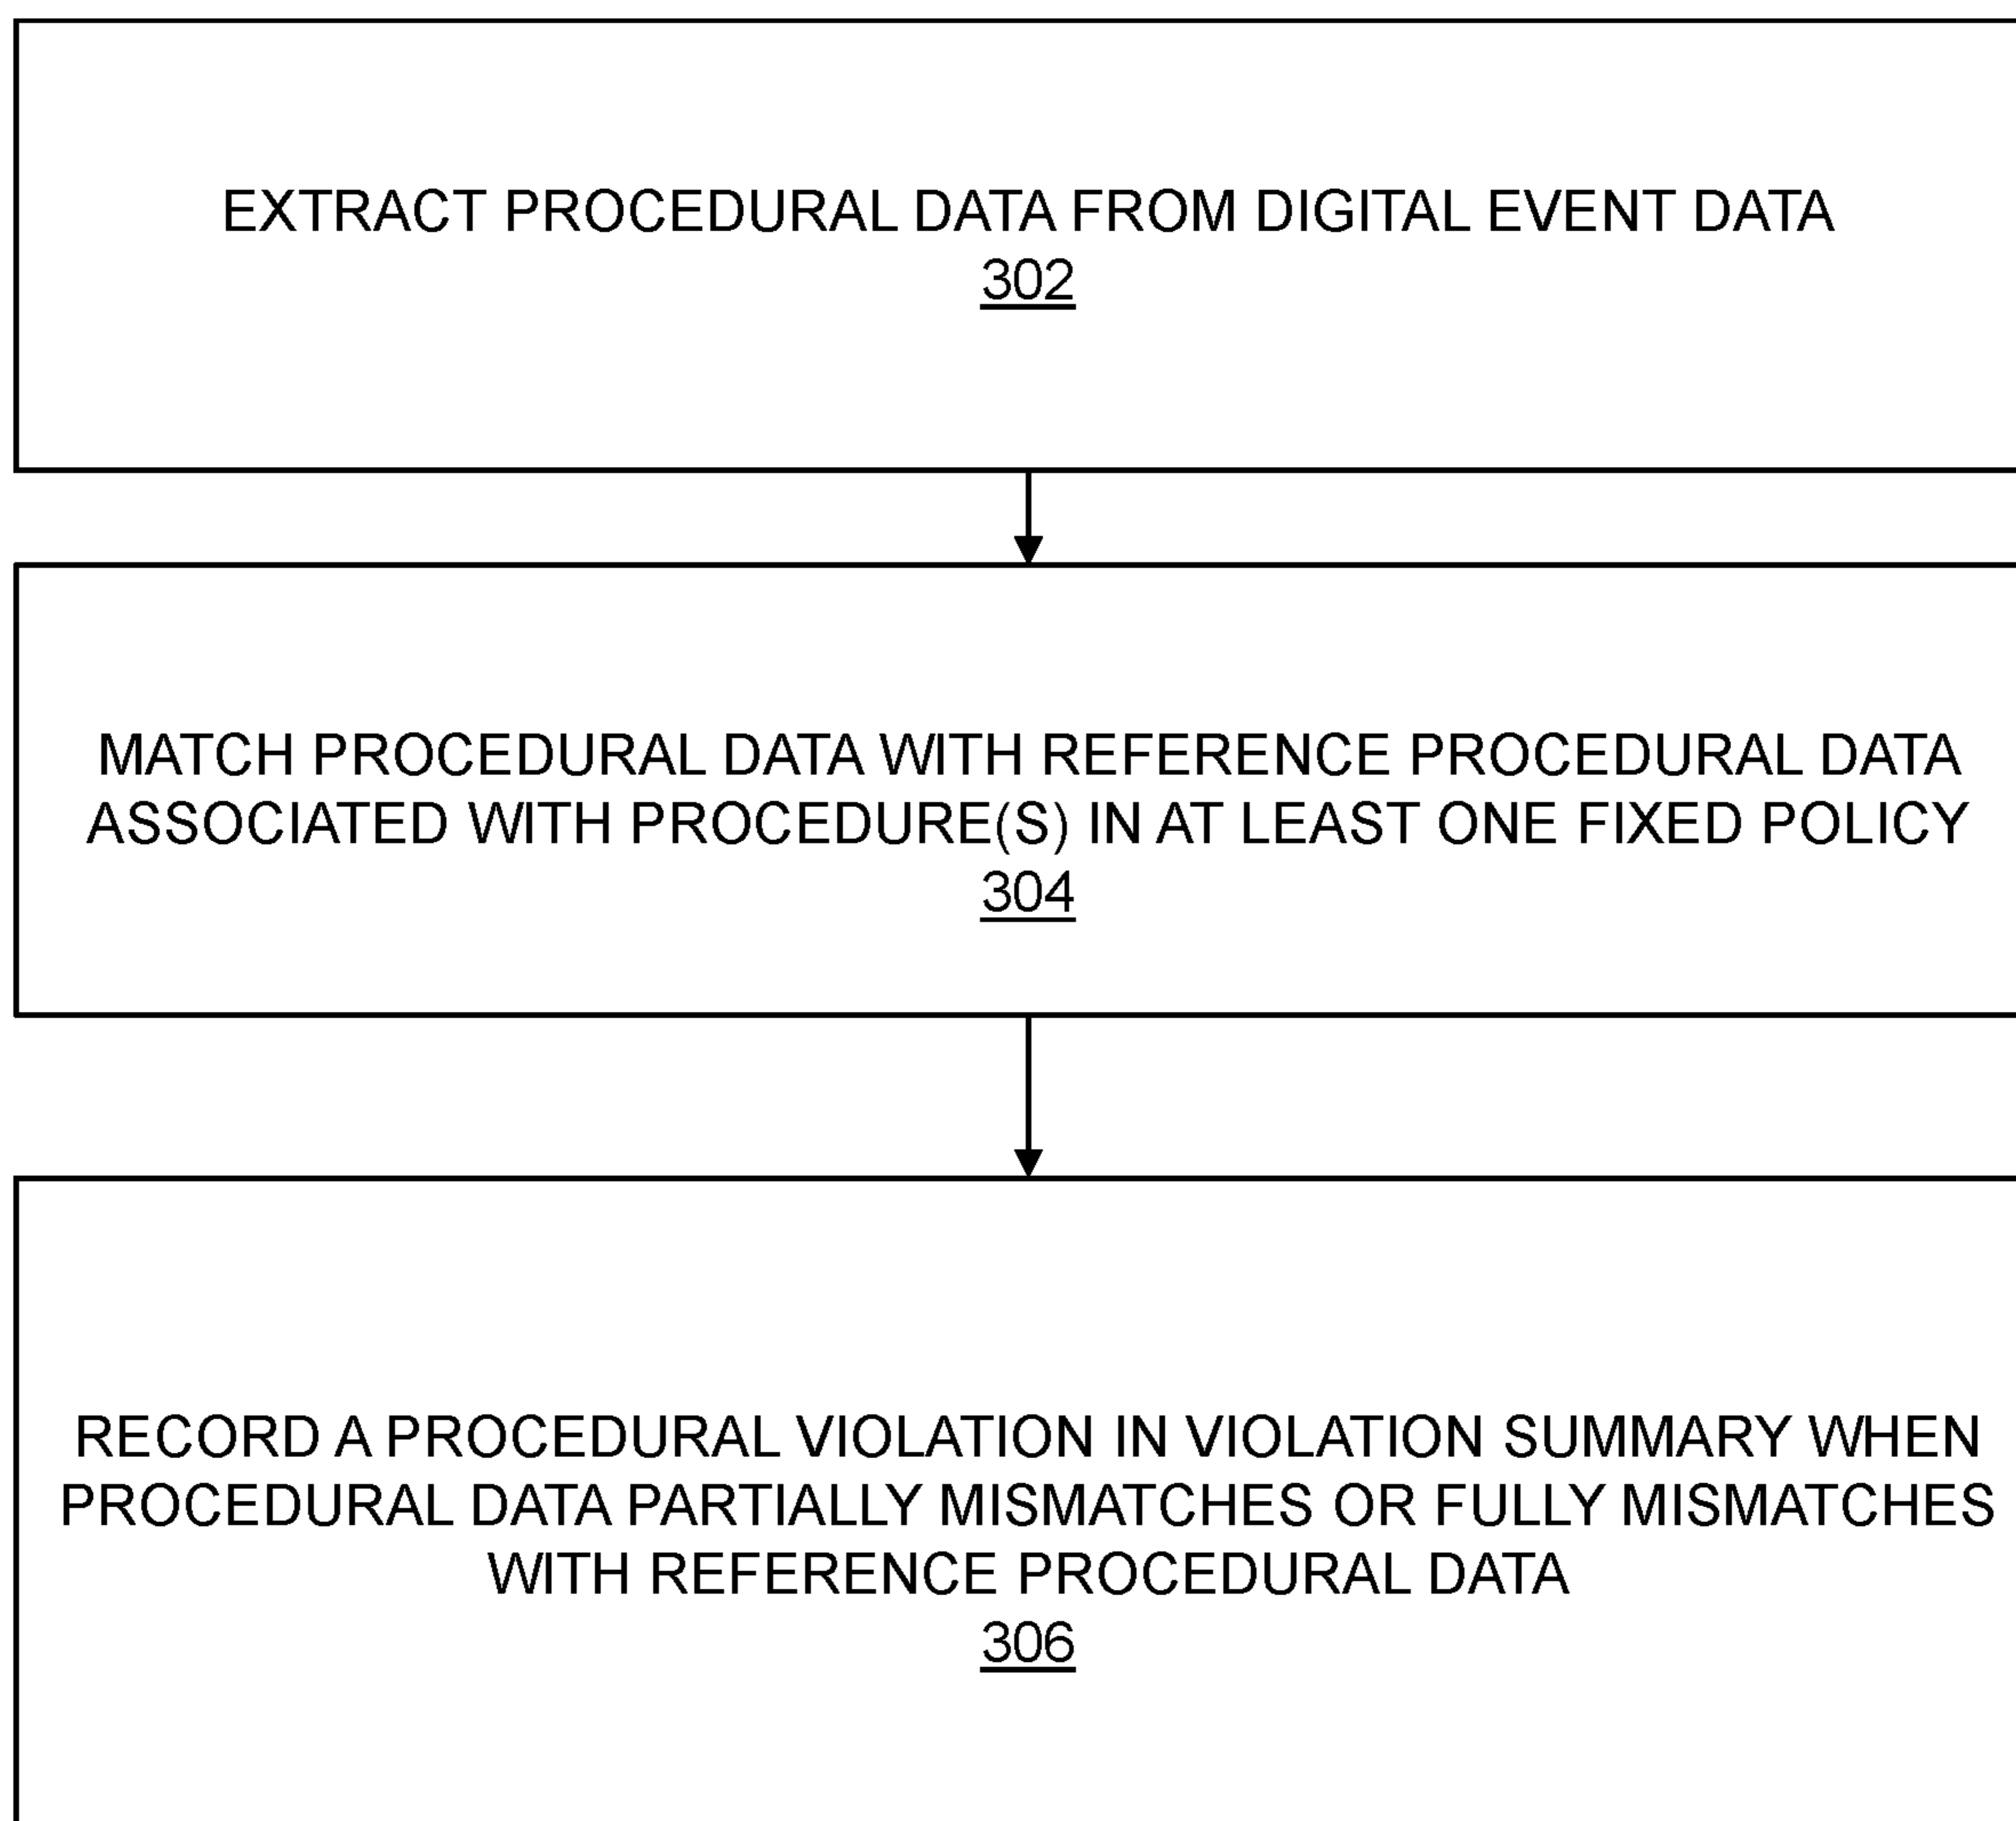 EXTRACT PROCEDURAL DATA FROM DIGITAL EVENT DATA
302
MATCH PROCEDURAL DATA WITH REFERENCE PROCEDURAL DATA
ASSOCIATED WITH PROCEDURE(S) IN AT LEAST ONE FIXED POLICY
304
RECORD A PROCEDURAL VIOLATION IN VIOLATION SUMMARY WHEN
PROCEDURAL DATA PARTIALLY MISMATCHES OR FULLY MISMATCHES
WITH REFERENCE PROCEDURAL DATA
306